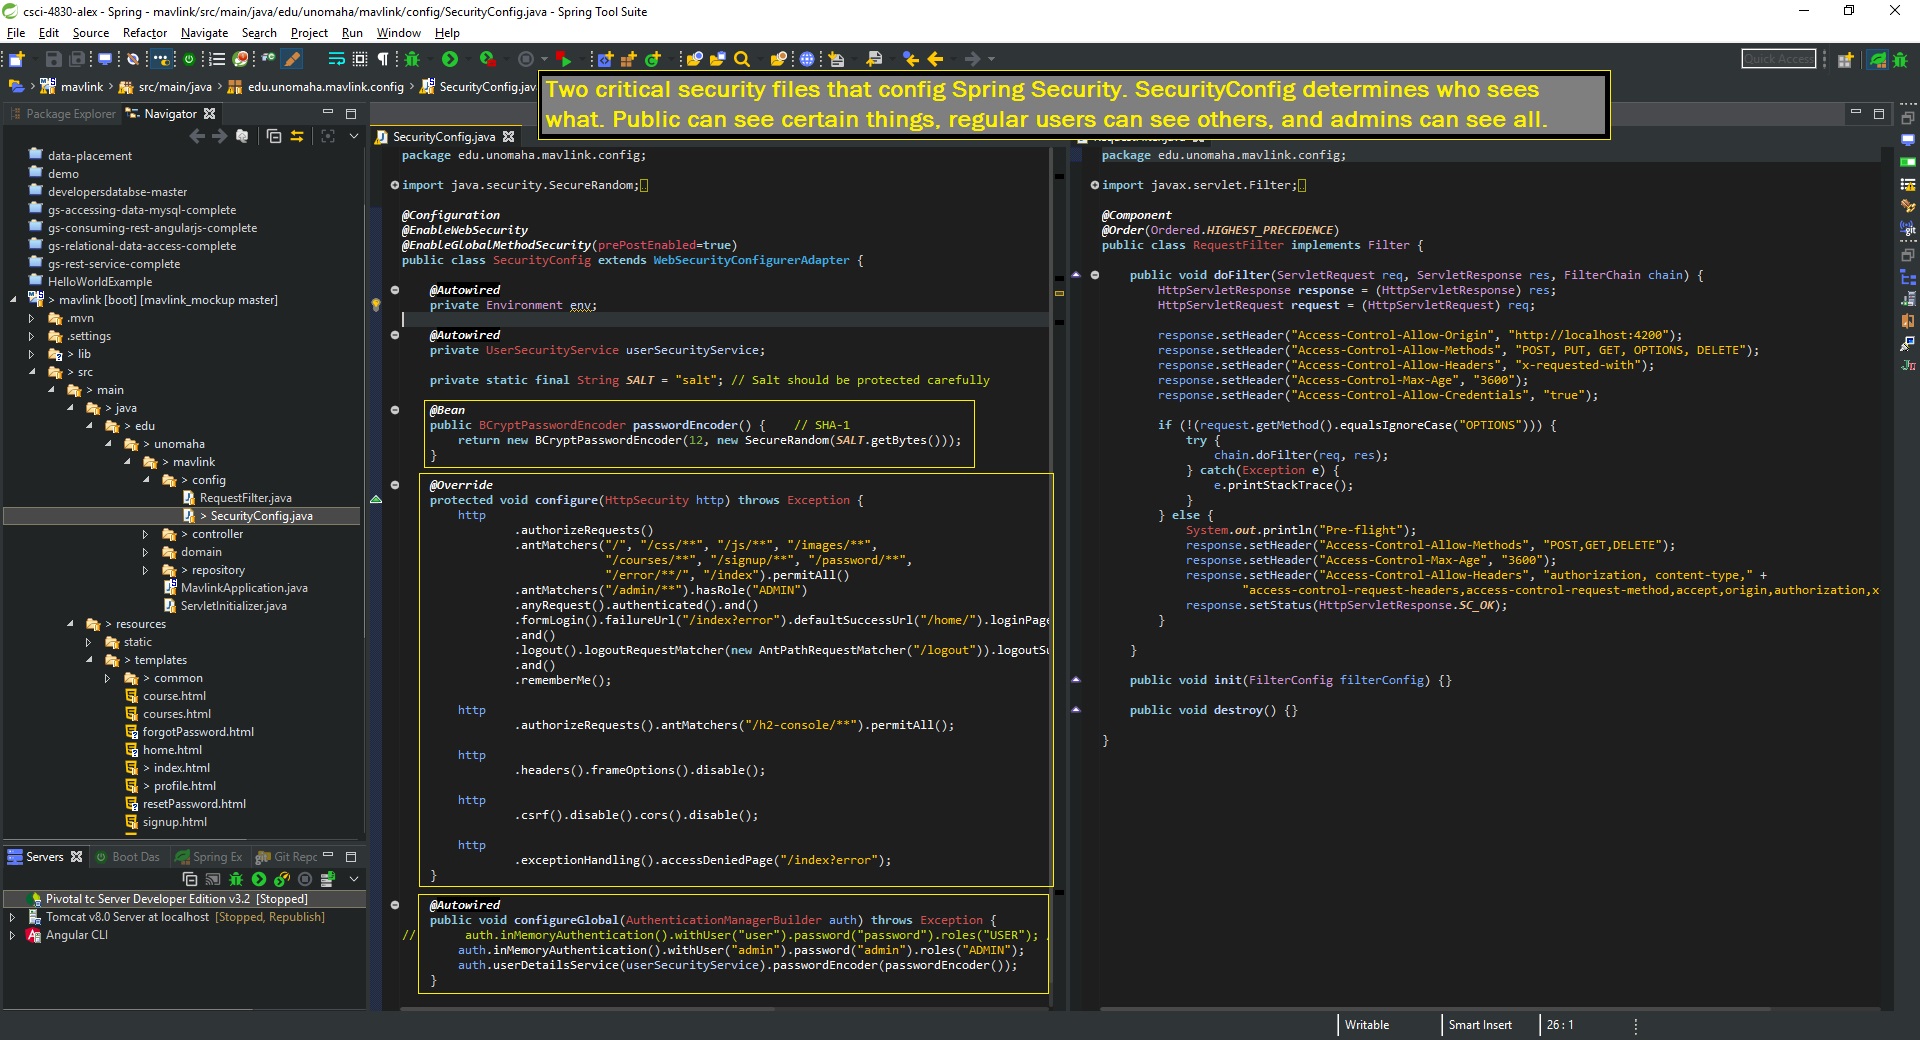 csci-4830-alex - Spring - mavlink/src/main/java/edu/unomaha/mavlink/config/SecurityConfig.java - Spring Tool Suite
File Edit Source Refactor Navigate Search Project Run Window Help
Quick Access
mavlink src/main/java edu.unomaha.mavlink.config SecurityConfig.jav
Two critical security files that config Spring Security. SecurityConfig determines who sees
what. Public can see certain things, regular users can see others, and admins can see all.
Package Explorer Navigator
data-placement
demo
developersdatabse-master
gs-accessing-data-mysql-complete
gs-consuming-rest-angularjs-complete
gs-relational-data-access-complete
gs-rest-service-complete
HelloWorldExample
> mavlink [boot] [mavlink_mockup master]
.mvn
.settings
> lib
> src
> main
> java
> edu
> unomaha
> mavlink
> config
RequestFilter.java
> SecurityConfig.java
> controller
domain
> repository
MavlinkApplication.java
ServletInitializer.java
> resources
static
> templates
> common
course.html
courses.html
forgotPassword.html
home.html
> index.html
> profile.html
resetPassword.html
signup.html
Servers Boot Das Spring Ex Git Repc
Pivotal tc Server Developer Edition v3.2 [Stopped]
Tomcat v8.0 Server at localhost [Stopped, Republish]
Angular CLI
SecurityConfig.java
package edu.unomaha.mavlink.config;
import java.security.SecureRandom;
@Configuration
@EnableWebSecurity
@EnableGlobalMethodSecurity(prePostEnabled=true)
public class SecurityConfig extends WebSecurityConfigurerAdapter {
@Autowired
private Environment env;
@Autowired
private UserSecurityService userSecurityService;
private static final String SALT = "salt"; // Salt should be protected carefully
@Bean
public BCryptPasswordEncoder passwordEncoder() { // SHA-1
return new BCryptPasswordEncoder(12, new SecureRandom(SALT.getBytes()));
}
@Override
protected void configure(HttpSecurity http) throws Exception {
http
.authorizeRequests()
.antMatchers("/", "/css/**", "/js/**", "/images/**",
"/courses/**", "/signup/**", "/password/**",
"/error/**/", "/index").permitAll()
.antMatchers("/admin/**").hasRole("ADMIN")
.anyRequest().authenticated().and()
.formLogin().failureUrl("/index?error").defaultSuccessUrl("/home/").loginPage
.and()
.logout().logoutRequestMatcher(new AntPathRequestMatcher("/logout")).logoutSu
.and()
.rememberMe();
http
.authorizeRequests().antMatchers("/h2-console/**").permitAll();
http
.headers().frameOptions().disable();
http
.csrf().disable().cors().disable();
http
.exceptionHandling().accessDeniedPage("/index?error");
}
@Autowired
public void configureGlobal(AuthenticationManagerBuilder auth) throws Exception {
// auth.inMemoryAuthentication().withUser("user").password("password").roles("USER");
auth.inMemoryAuthentication().withUser("admin").password("admin").roles("ADMIN");
auth.userDetailsService(userSecurityService).passwordEncoder(passwordEncoder());
}
package edu.unomaha.mavlink.config;
import javax.servlet.Filter;
@Component
@Order(Ordered.HIGHEST_PRECEDENCE)
public class RequestFilter implements Filter {
public void doFilter(ServletRequest req, ServletResponse res, FilterChain chain) {
HttpServletResponse response = (HttpServletResponse) res;
HttpServletRequest request = (HttpServletRequest) req;
response.setHeader("Access-Control-Allow-Origin", "http://localhost:4200");
response.setHeader("Access-Control-Allow-Methods", "POST, PUT, GET, OPTIONS, DELETE");
response.setHeader("Access-Control-Allow-Headers", "x-requested-with");
response.setHeader("Access-Control-Max-Age", "3600");
response.setHeader("Access-Control-Allow-Credentials", "true");
if (!(request.getMethod().equalsIgnoreCase("OPTIONS"))) {
try {
chain.doFilter(req, res);
} catch(Exception e) {
e.printStackTrace();
}
} else {
System.out.println("Pre-flight");
response.setHeader("Access-Control-Allow-Methods", "POST,GET,DELETE");
response.setHeader("Access-Control-Max-Age", "3600");
response.setHeader("Access-Control-Allow-Headers", "authorization, content-type," +
"access-control-request-headers,access-control-request-method,accept,origin,authorization,x
response.setStatus(HttpServletResponse.SC_OK);
}
}
public void init(FilterConfig filterConfig) {}
public void destroy() {}
}
Writable Smart Insert 26 : 1